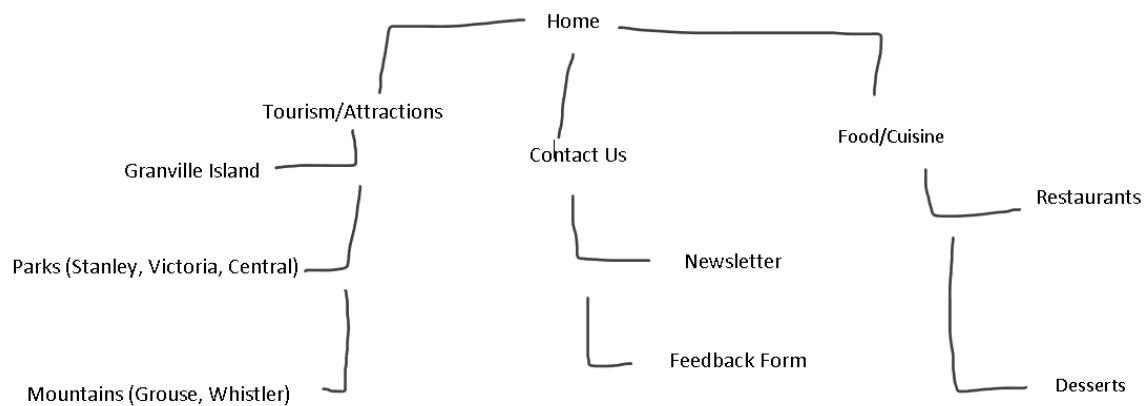 Home
Tourism/Attractions
Granville Island
Parks (Stanley, Victoria, Central)
Mountains (Grouse, Whistler)
Contact Us
Newsletter
Feedback Form
Food/Cuisine
Restaurants
Desserts